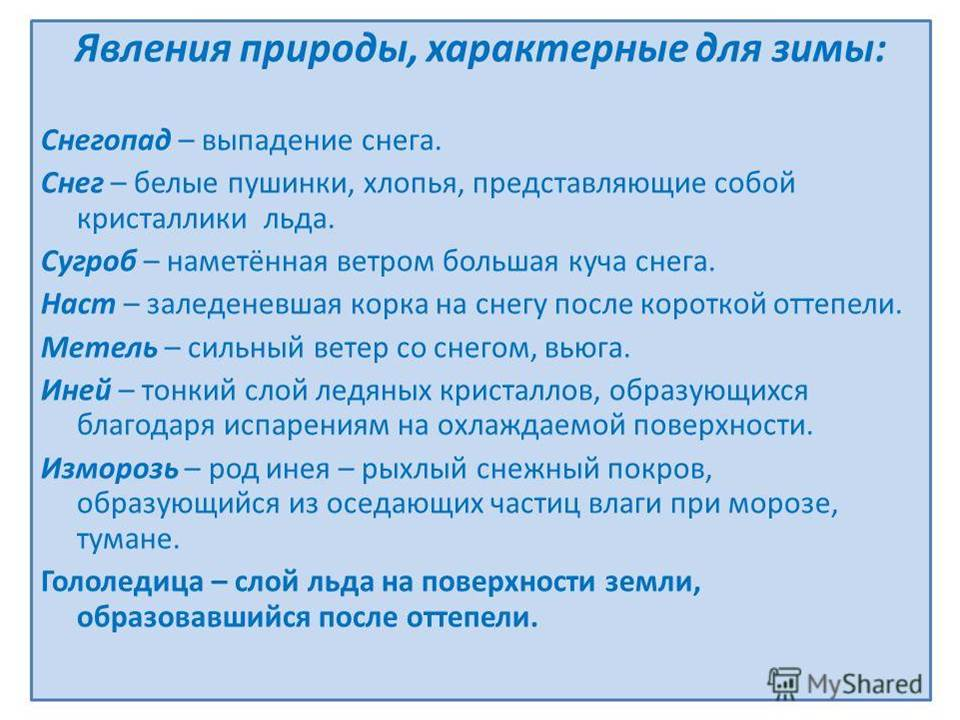 Явления природы, характерные для зимы:
Снегопад – выпадение снега.
Снег – белые пушинки, хлопья, представляющие собой
кристаллики льда.
Сугроб – наметённая ветром большая куча снега.
Наст – заледеневшая корка на снегу после короткой оттепели.
Метель – сильный ветер со снегом, вьюга.
Иней – тонкий слой ледяных кристаллов, образующихся
благодаря испарениям на охлаждаемой поверхности.
Изморозь – род инея – рыхлый снежный покров,
образующийся из оседающих частиц влаги при морозе,
тумане.
Гололедица – слой льда на поверхности земли,
образовавшийся после оттепели.
MyShared